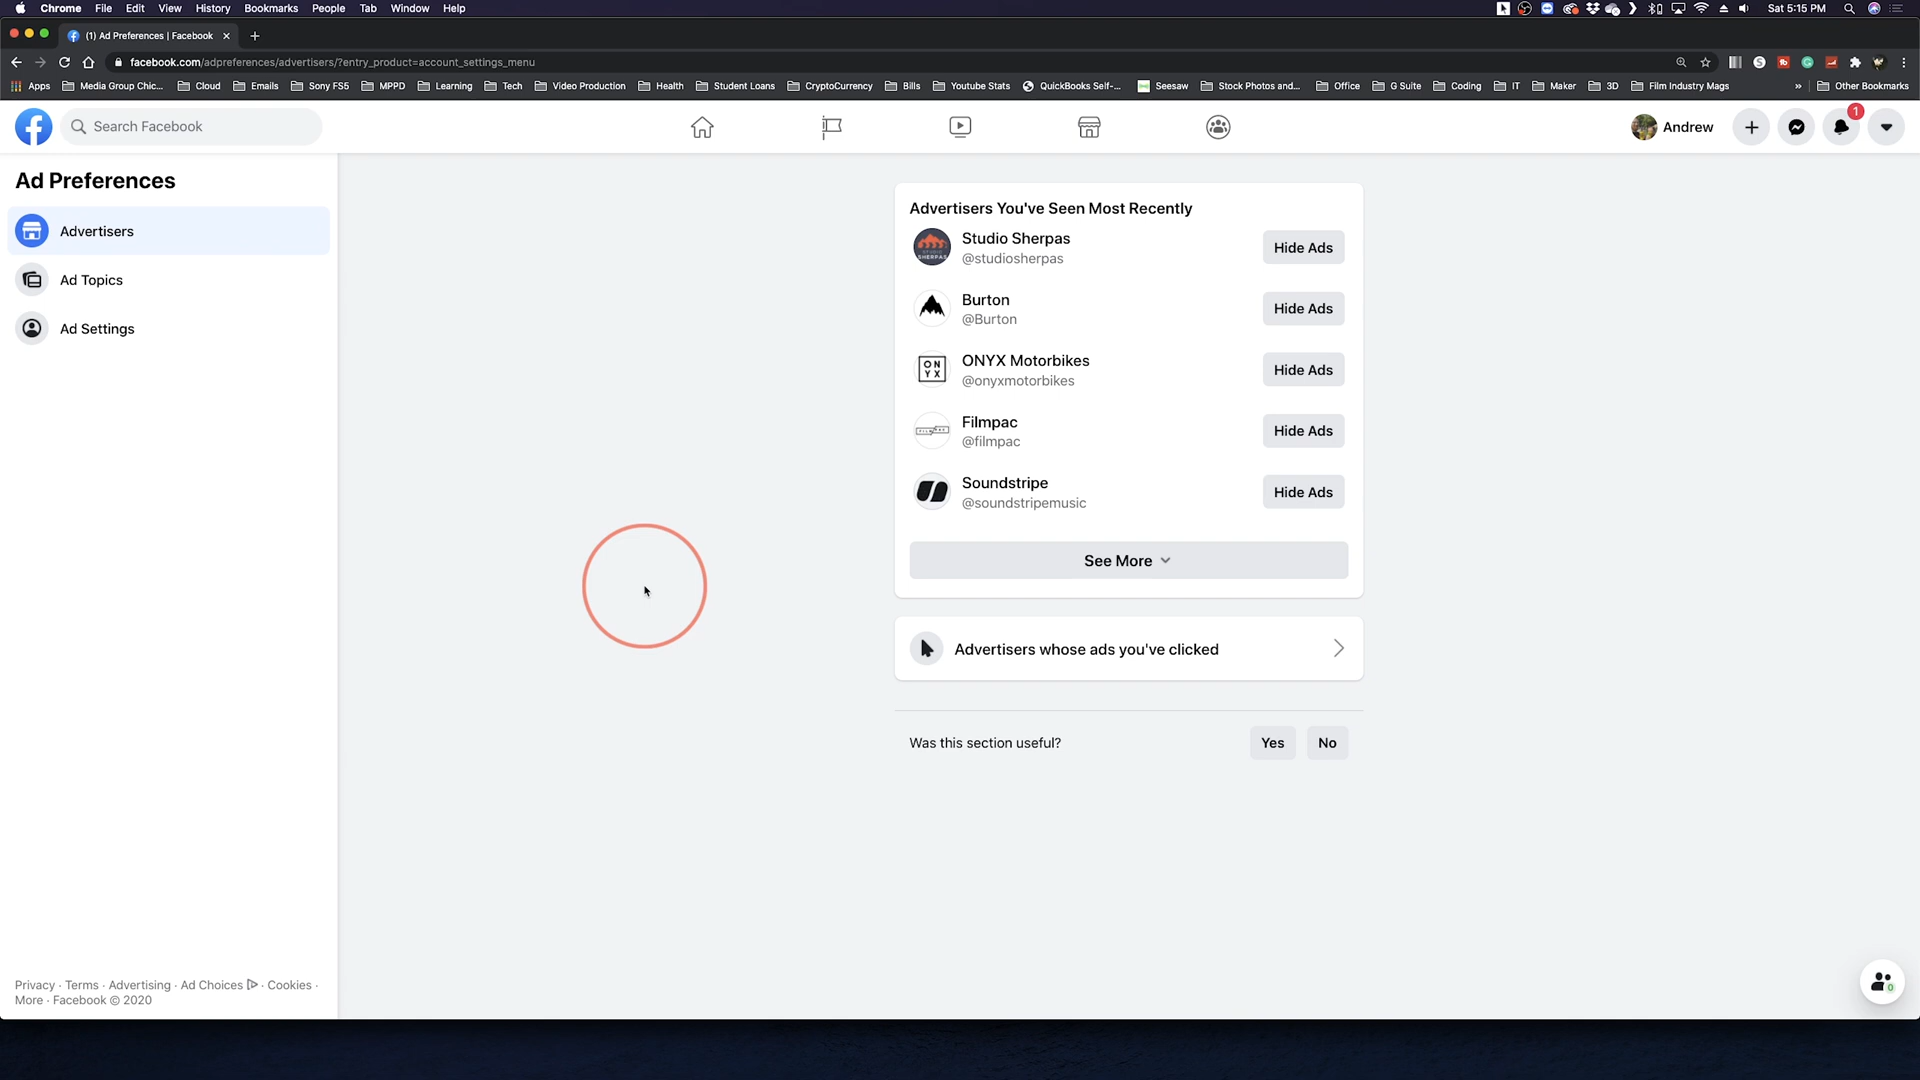 Chrome File Edit View History Bookmarks People Tab Window Help
Sat 5:15 PM
(1) Ad Preferences | Facebook
facebook.com/adpreferences/advertisers/?entry_product=account_settings_menu
Apps Media Group Chic... Cloud Emails Sony FS5 MPPD Learning Tech Video Production Health Student Loans CryptoCurrency Bills Youtube Stats QuickBooks Self-... Seesaw Stock Photos and... Office G Suite Coding IT Maker 3D Film Industry Mags » Other Bookmarks
Search Facebook
Andrew
1
Ad Preferences
Advertisers
Ad Topics
Ad Settings
Advertisers You've Seen Most Recently
Studio Sherpas
@studiosherpas
Hide Ads
Burton
@Burton
Hide Ads
ONYX
ONYX Motorbikes
@onyxmotorbikes
Hide Ads
Filmpac
@filmpac
Hide Ads
Soundstripe
@soundstripemusic
Hide Ads
See More
Advertisers whose ads you've clicked
Was this section useful?
Yes No
Privacy · Terms · Advertising · Ad Choices · Cookies ·
More · Facebook © 2020
0